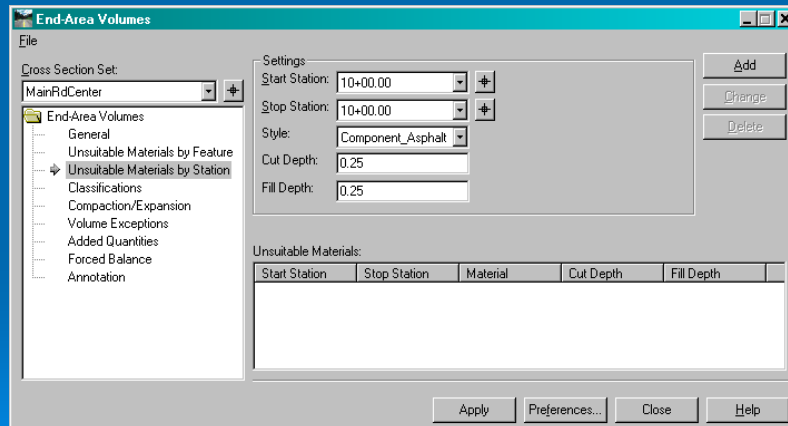 End-Area Volumes
File
Cross Section Set:
MainRdCenter
End-Area Volumes
General
Unsuitable Materials by Feature
Unsuitable Materials by Station
Classifications
Compaction/Expansion
Volume Exceptions
Added Quantities
Forced Balance
Annotation
Settings
Start Station: 10+00.00
Stop Station: 10+00.00
Style: Component_Asphalt
Cut Depth: 0.25
Fill Depth: 0.25
Add
Change
Delete
Unsuitable Materials:
Start Station Stop Station Material Cut Depth Fill Depth
Apply Preferences... Close Help